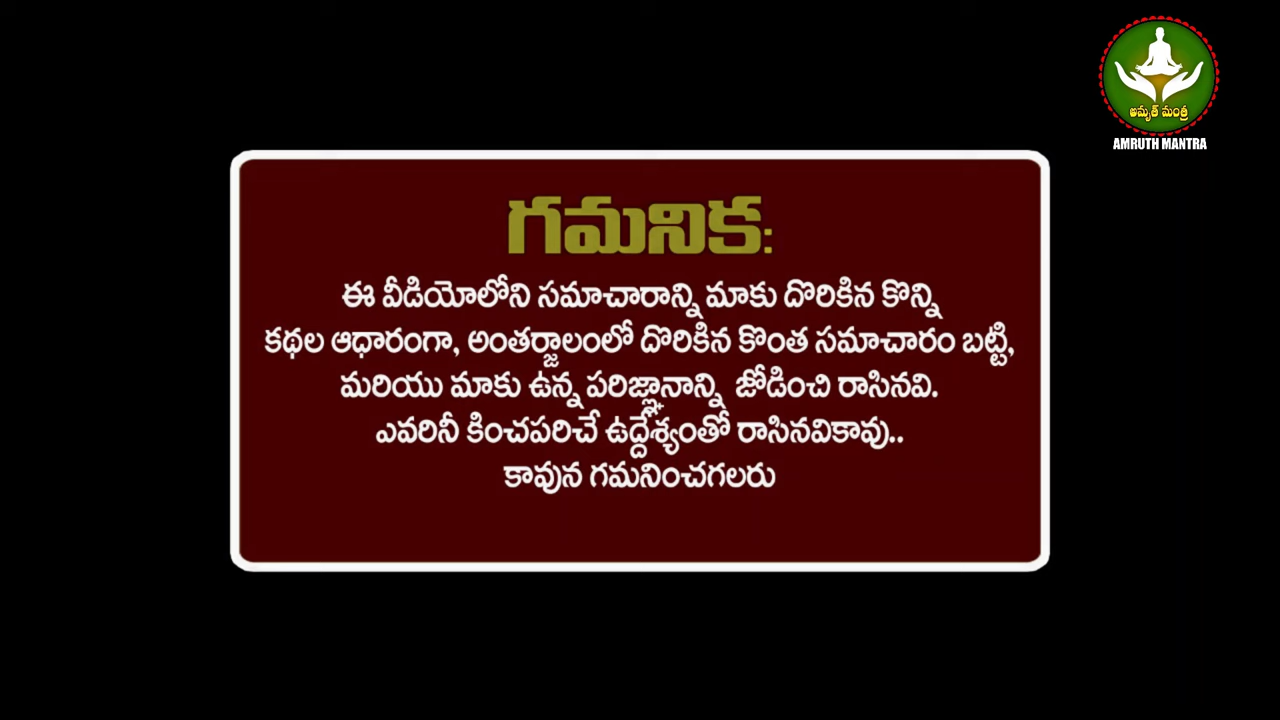 అమృత్ మంత్ర
AMRUTH MANTRA
గమనిక:
ఈ వీడియోలోని సమాచారాన్ని మాకు దొరికిన కొన్ని
కథల ఆధారంగా, అంతర్జాలంలో దొరికిన కొంత సమాచారం బట్టి,
మరియు మాకు ఉన్న పరిజ్ఞానాన్ని జోడించి రాసినవి.
ఎవరినీ కించపరిచే ఉద్దేశ్యంతో రాసినవికావు..
కావున గమనించగలరు